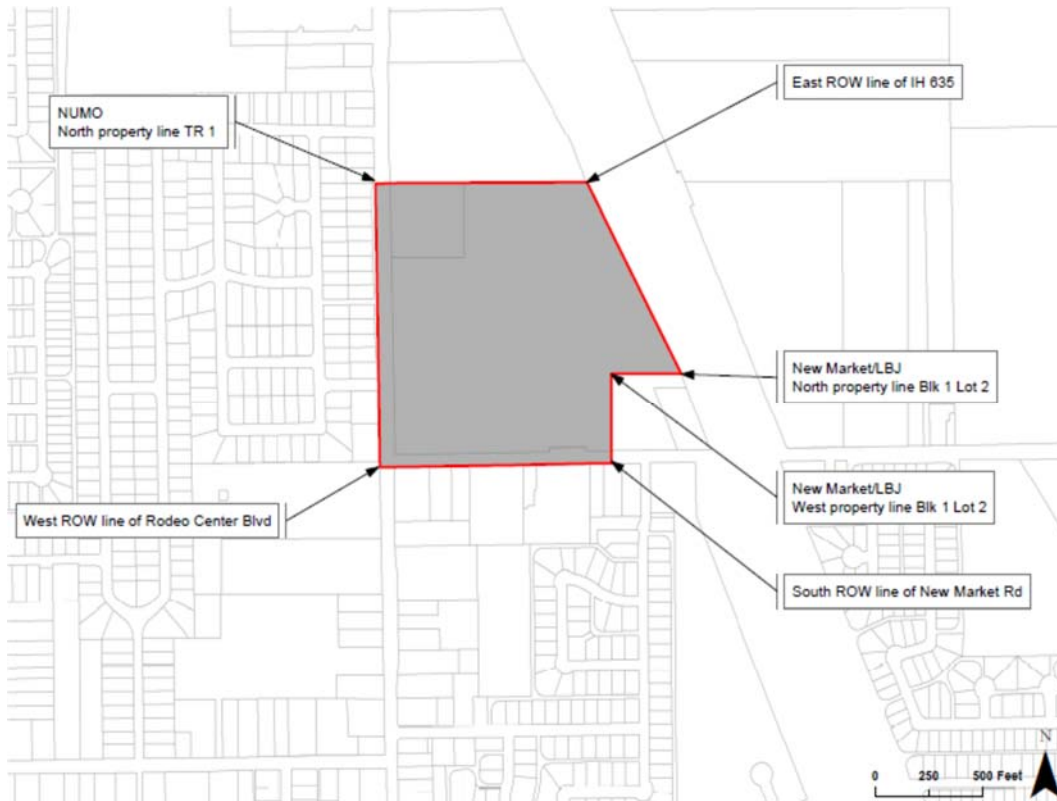 East ROW line of IH 635
NUMO
North property line TR 1
New Market/LBJ
North property line Blk 1 Lot 2
New Market/LBJ
West property line Blk 1 Lot 2
West ROW line of Rodeo Center Blvd
South ROW line of New Market Rd
N
0 250 500 Feet